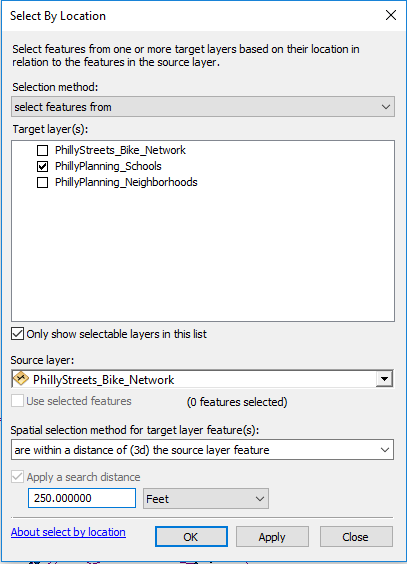 Select By Location
Select features from one or more target layers based on their location in
relation to the features in the source layer.
Selection method:
select features from
Target layer(s):
PhillyStreets_Bike_Network
PhillyPlanning_Schools
PhillyPlanning_Neighborhoods
Only show selectable layers in this list
Source layer:
PhillyStreets_Bike_Network
Use selected features (0 features selected)
Spatial selection method for target layer feature(s):
are within a distance of (3d) the source layer feature
Apply a search distance
250.000000 Feet
About select by location OK Apply Close